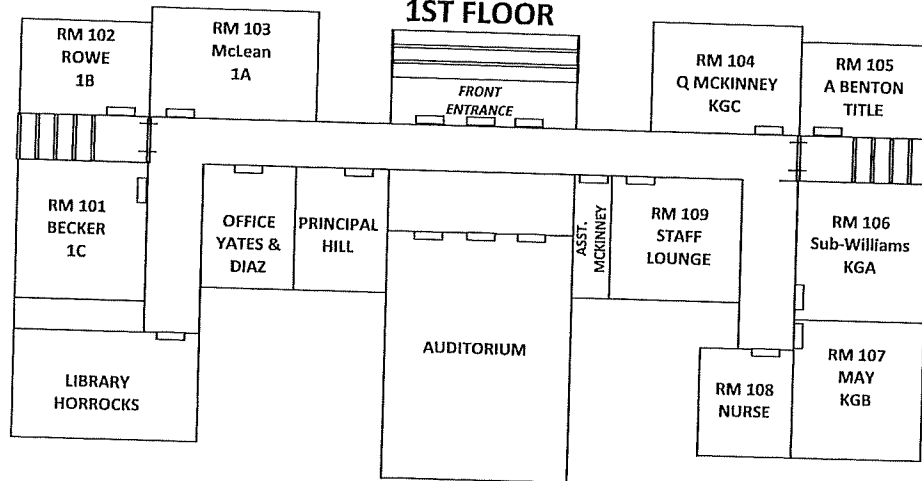 1ST FLOOR
RM 102
ROWE
1B
RM 103
McLean
1A
FRONT
ENTRANCE
RM 104
Q MCKINNEY
KGC
RM 105
A BENTON
TITLE
RM 101
BECKER
1C
OFFICE
YATES &
DIAZ
PRINCIPAL
HILL
ASST.
MCKINNEY
RM 109
STAFF
LOUNGE
RM 106
Sub-Williams
KGA
AUDITORIUM
LIBRARY
HORROCKS
RM 108
NURSE
RM 107
MAY
KGB